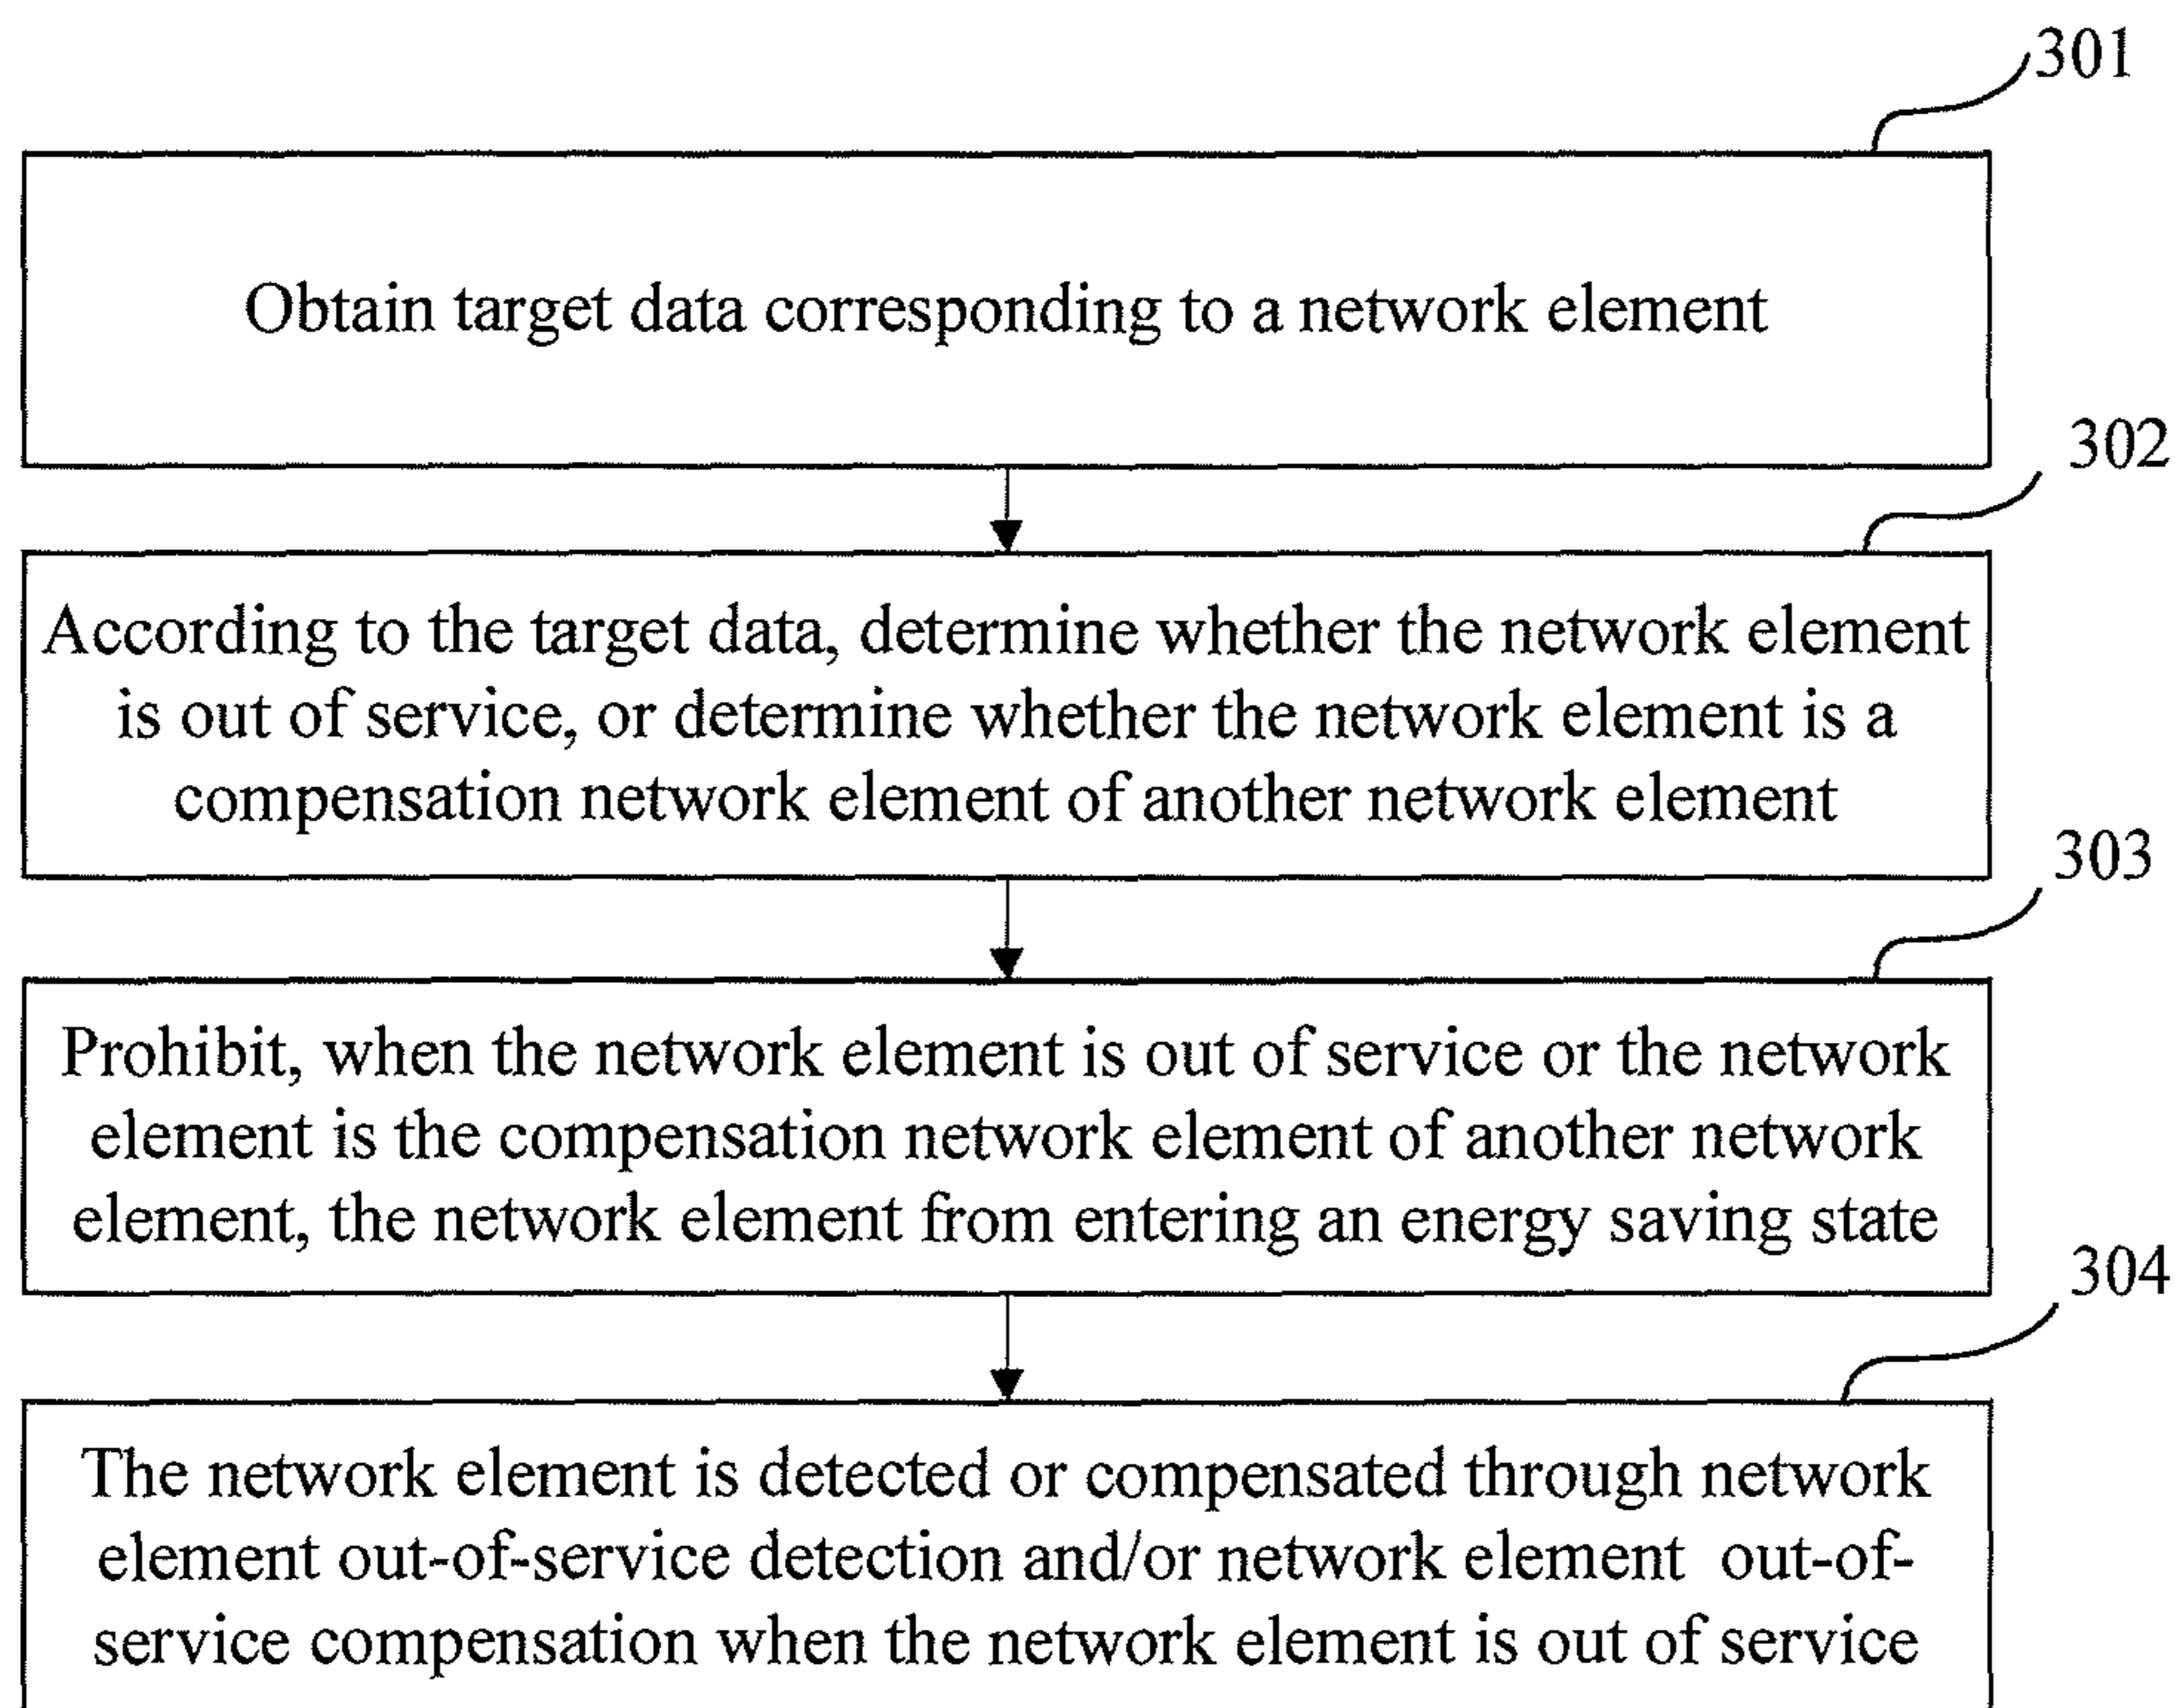 301
Obtain target data corresponding to a network element
302
According to the target data, determine whether the network element
is out of service, or determine whether the network element is a
compensation network element of another network element
303
Prohibit, when the network element is out of service or the network
element is the compensation network element of another network
element, the network element from entering an energy saving state
304
The network element is detected or compensated through network
element out-of-service detection and/or network element out-of-
service compensation when the network element is out of service